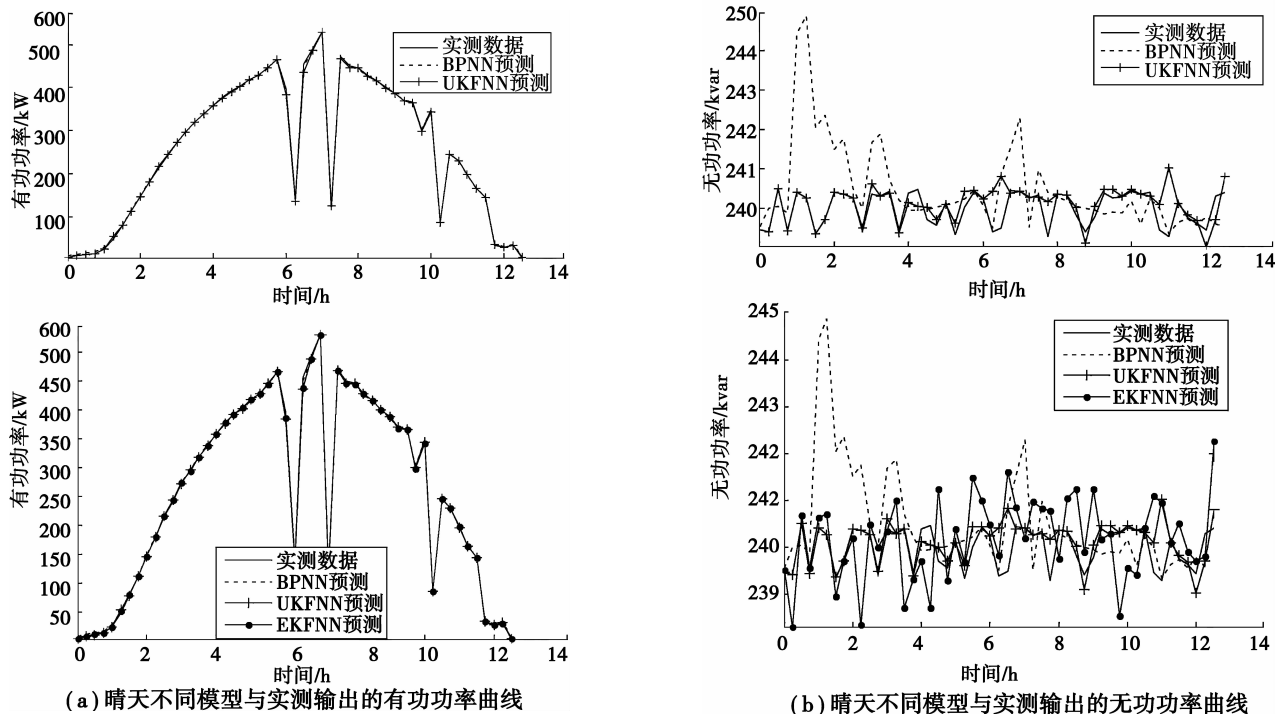 600
500
400
300
200
100
有功功率/kW
实测数据
BPNN预测
UKFNN预测
0 2 4 6 8 10 12 14
时间/h
250
244
243
242
241
240
无功功率/kvar
实测数据
BPNN预测
UKFNN预测
0 2 4 6 8 10 12 14
时间/h
600
500
450
400
350
300
250
200
150
100
50
有功功率/kW
实测数据
BPNN预测
UKFNN预测
EKFNN预测
0 2 4 6 8 10 12 14
时间/h
(a)晴天不同模型与实测输出的有功功率曲线
245
244
243
242
242
240
239
无功功率/kvar
实测数据
BPNN预测
UKFNN预测
EKFNN预测
0 2 4 6 8 10 12 14
时间/h
(b)晴天不同模型与实测输出的无功功率曲线